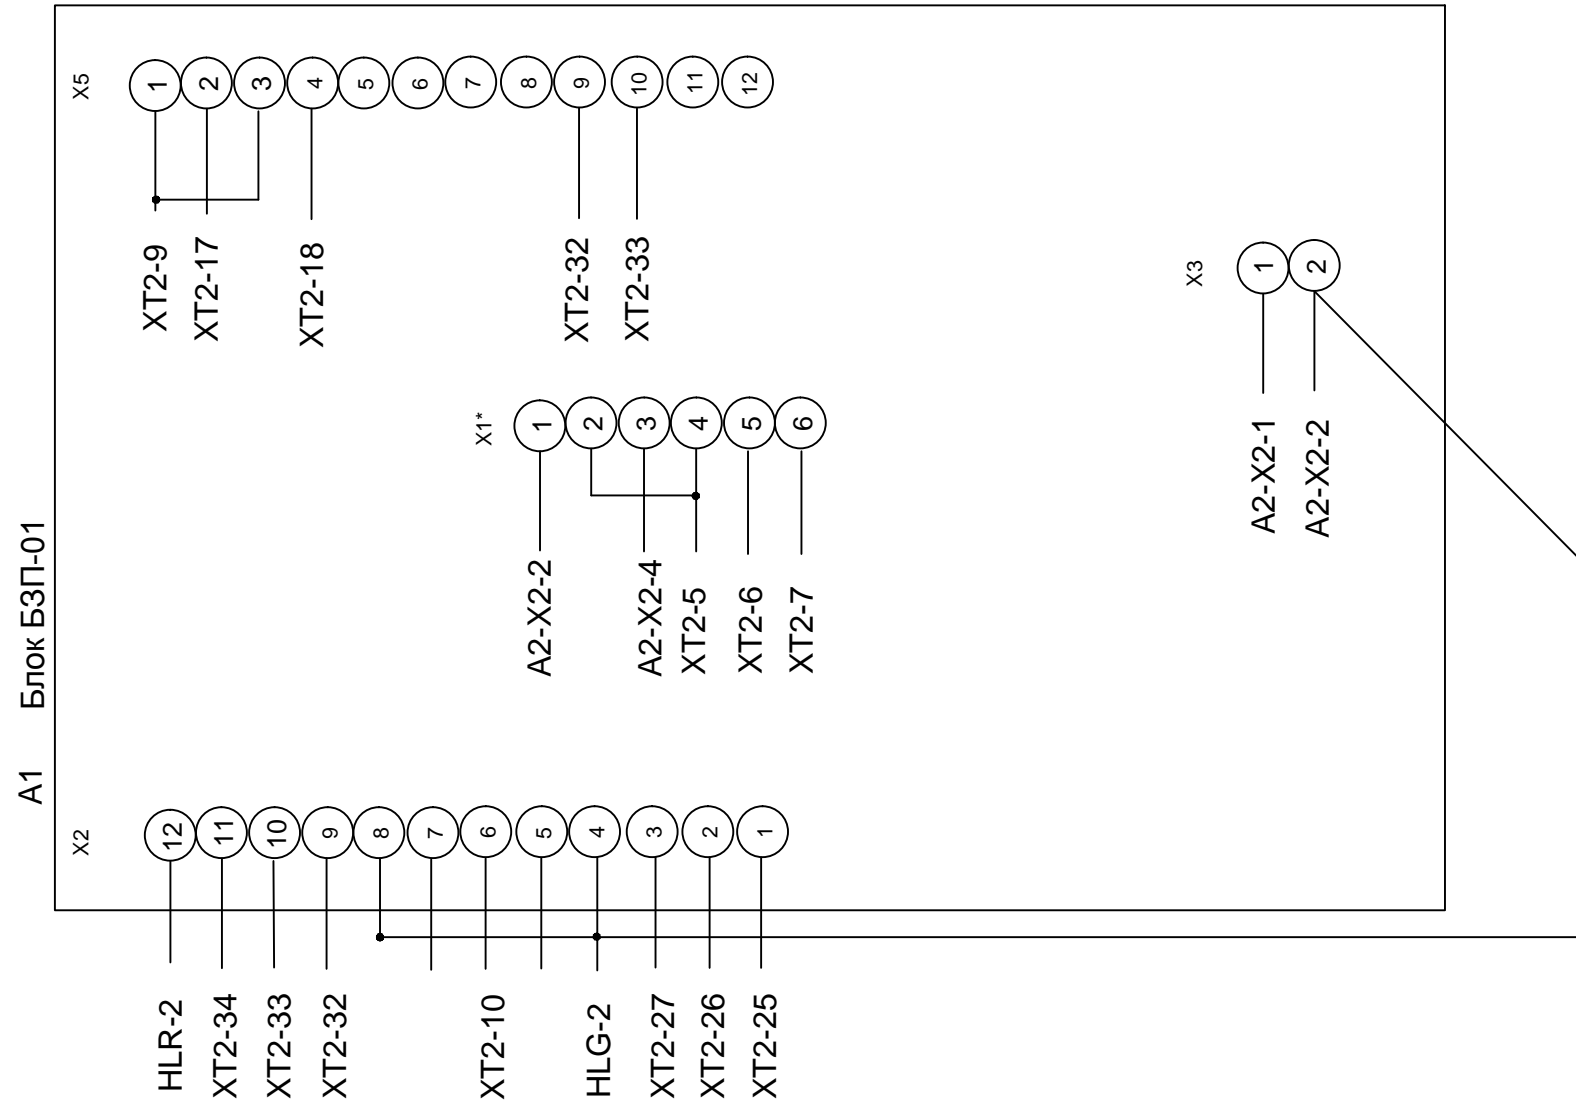 A1 Блок БЗП-01
X5
1 2 3 4 5 6 7 8 9 10 11 12
XT2-9
XT2-17
XT2-18
XT2-32
XT2-33
X3
1 2
A2-X2-1
A2-X2-2
X1*
1 2 3 4 5 6
A2-X2-2
A2-X2-4
XT2-5
XT2-6
XT2-7
X2
12 11 10 9 8 7 6 5 4 3 2 1
HLR-2
XT2-34
XT2-33
XT2-32
XT2-10
HLG-2
XT2-27
XT2-26
XT2-25